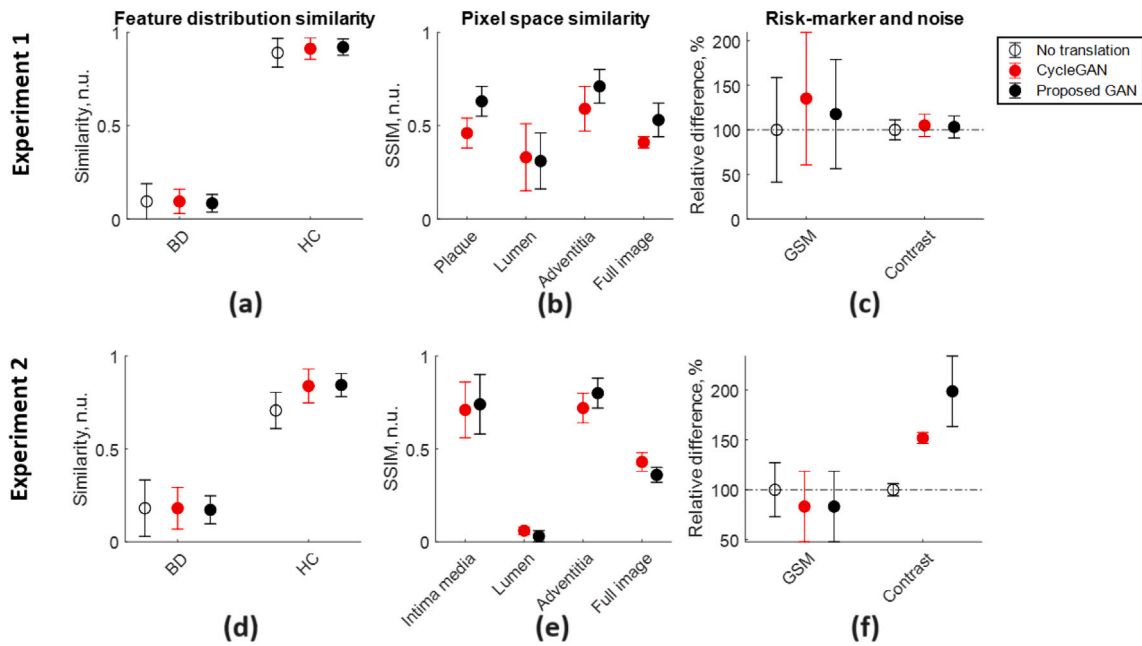 Feature distribution similarity
Pixel space similarity
Risk-marker and noise
Experiment 1
Similarity, n.u.
1
0.5
0
BD
HC
(a)
SSIM, n.u.
1
0.5
0
Plaque
Lumen
Adventitia
Full image
(b)
Relative difference, %
200
150
100
50
0
GSM
Contrast
(c)
No translation
CycleGAN
Proposed GAN
Experiment 2
Similarity, n.u.
1
0.5
0
BD
HC
(d)
SSIM, n.u.
1
0.5
0
Intima media
Lumen
Adventitia
Full image
(e)
Relative difference, %
200
150
100
50
GSM
Contrast
(f)